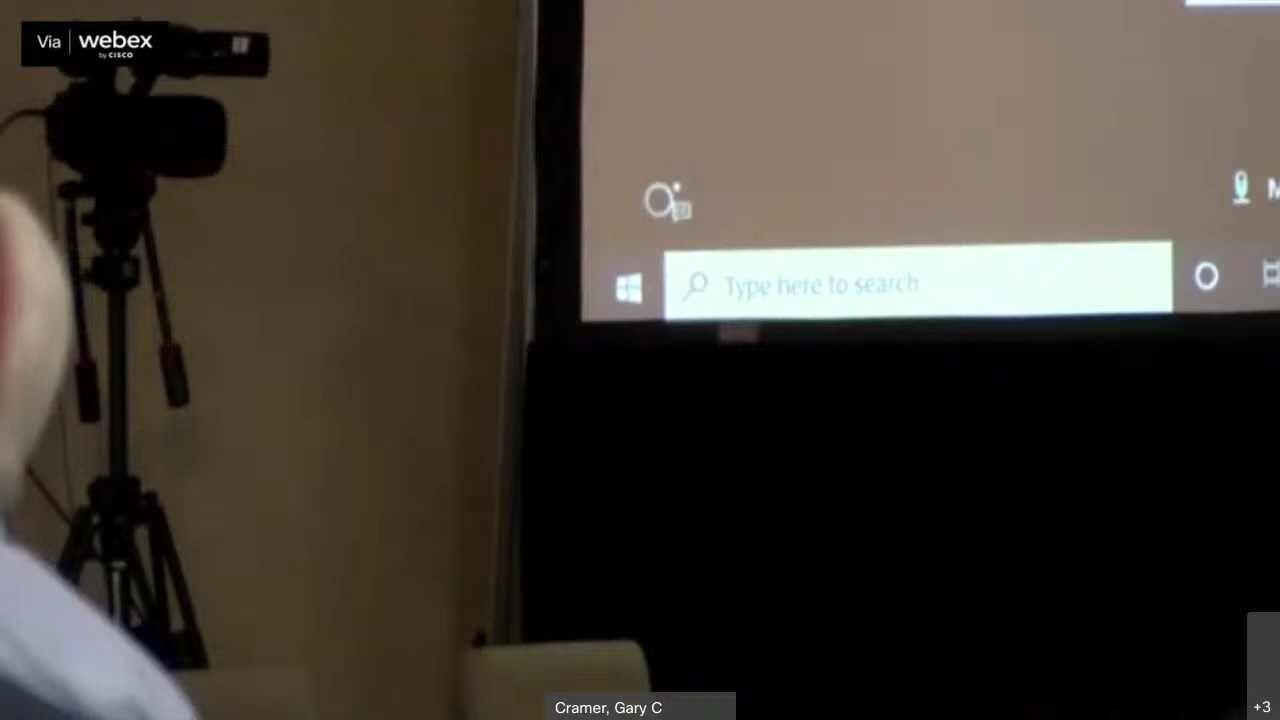 Via webex
by CISCO
M
Type here to search
Cramer, Gary C
+3